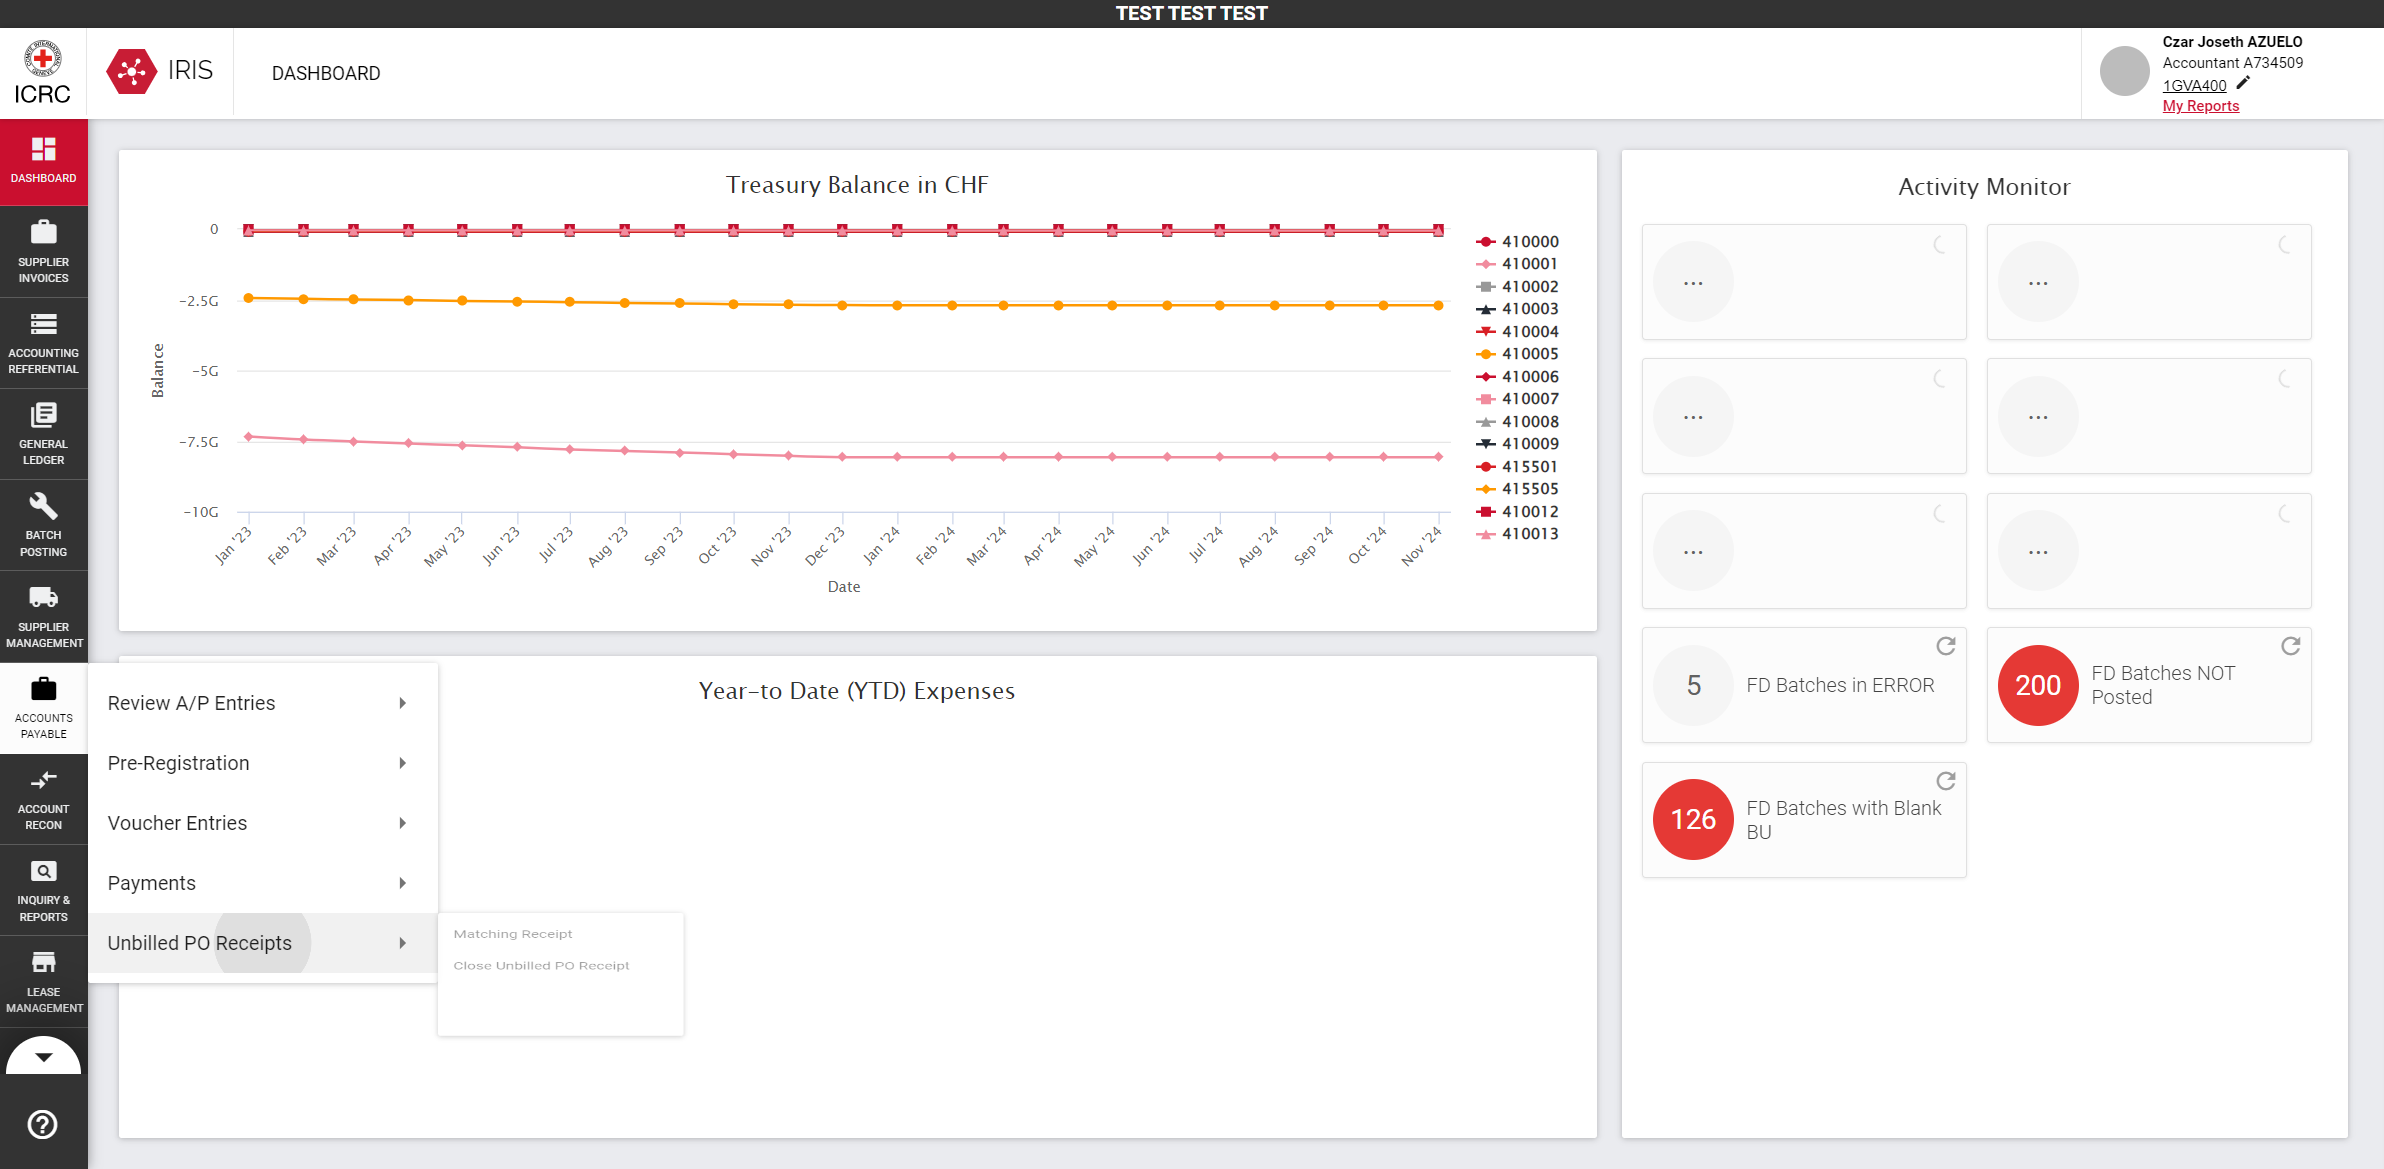 TEST TEST TEST
ICRC
IRIS
DASHBOARD
Czar Joseth AZUELO
Accountant A734509
1GVA400
My Reports
DASHBOARD
SUPPLIER
INVOICES
ACCOUNTING
REFERENTIAL
GENERAL
LEDGER
BATCH
POSTING
SUPPLIER
MANAGEMENT
ACCOUNTS
PAYABLE
ACCOUNT
RECON
INQUIRY &
REPORTS
LEASE
MANAGEMENT
Treasury Balance in CHF
Balance
0
-2.5G
-5G
-7.5G
-10G
Jan '23
Feb '23
Mar '23
Apr '23
May '23
Jun '23
Jul '23
Aug '23
Sep '23
Oct '23
Nov '23
Dec '23
Jan '24
Feb '24
Mar '24
Apr '24
May '24
Jun '24
Jul '24
Aug '24
Sep '24
Oct '24
Nov '24
Date
410000
410001
410002
410003
410004
410005
410006
410007
410008
410009
415501
415505
410012
410013
Year-to Date (YTD) Expenses
Review A/P Entries
Pre-Registration
Voucher Entries
Payments
Unbilled PO Receipts
Matching Receipt
Close Unbilled PO Receipt
Activity Monitor
...
...
...
...
...
...
5
FD Batches in ERROR
200
FD Batches NOT
Posted
126
FD Batches with Blank
BU